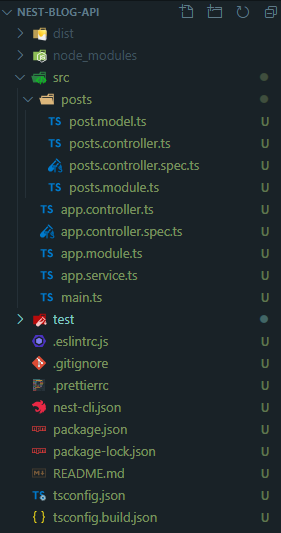 NEST-BLOG-API
dist
node_modules
src
posts
TS post.model.ts U
TS posts.controller.ts U
posts.controller.spec.ts U
TS posts.module.ts U
TS app.controller.ts U
app.controller.spec.ts U
TS app.module.ts U
TS app.service.ts U
TS main.ts U
test
.eslintrc.js U
.gitignore U
.prettierrc U
nest-cli.json U
package.json U
package-lock.json U
README.md U
TS tsconfig.json U
{ } tsconfig.build.json U